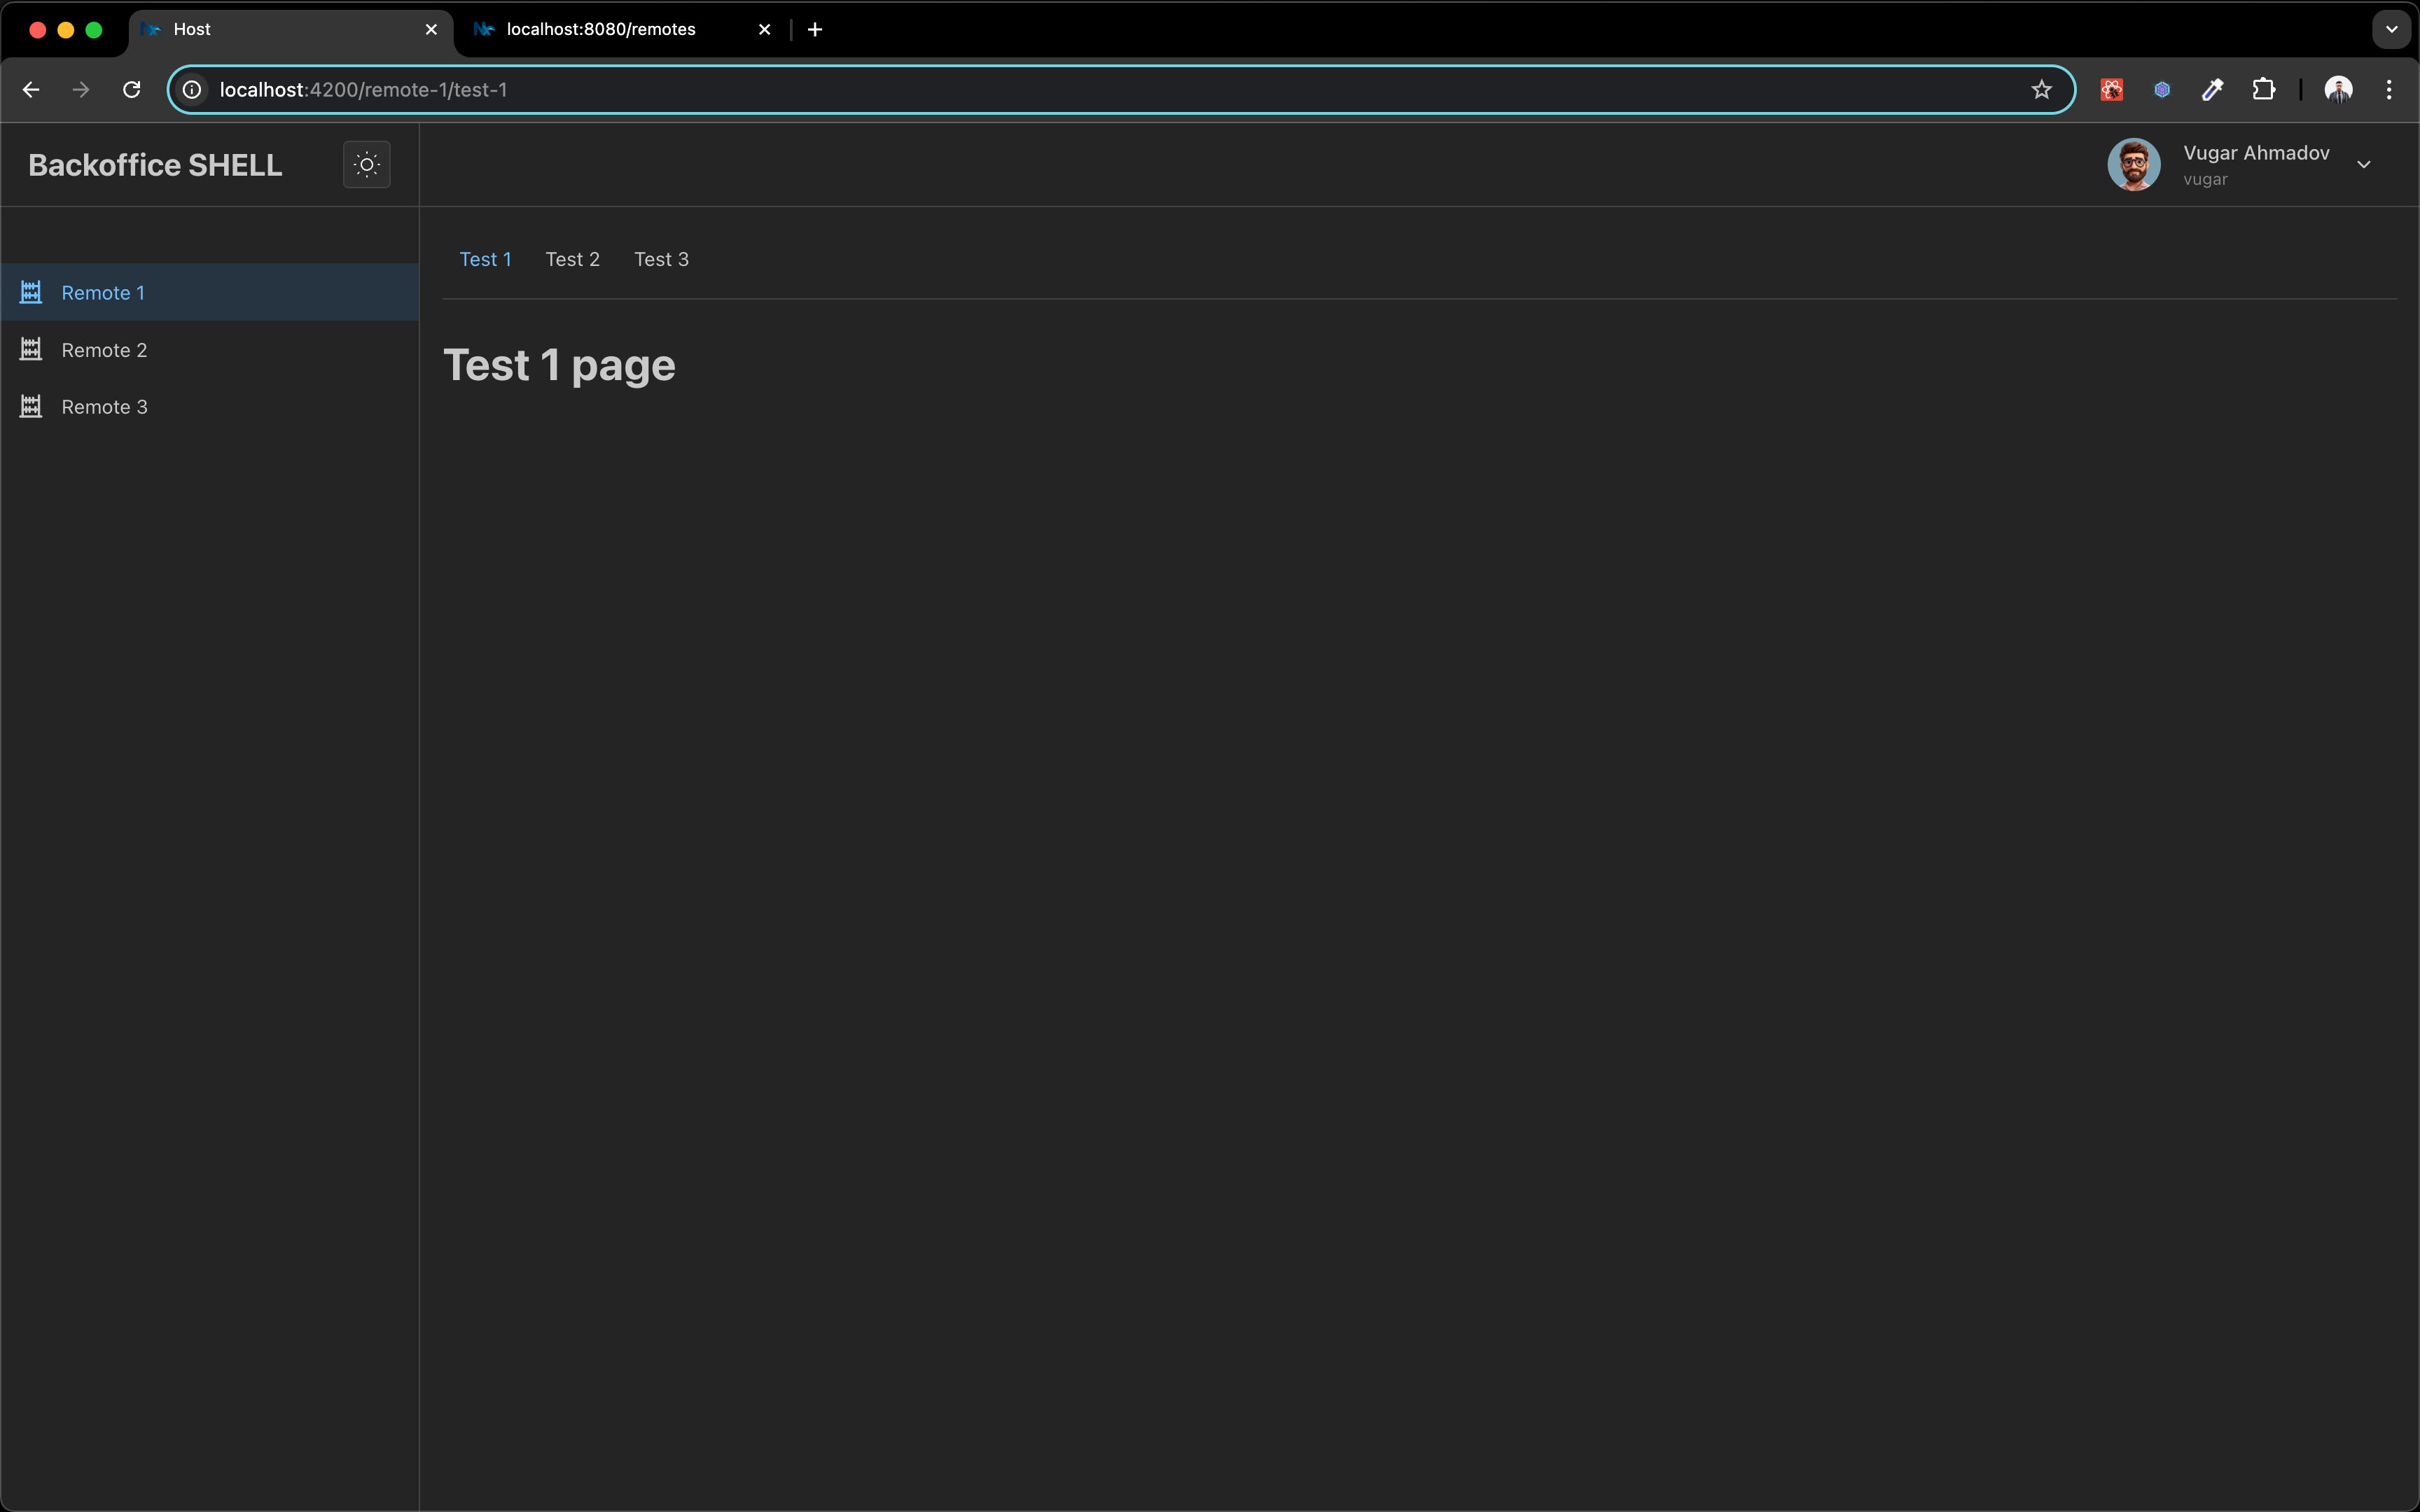 Host
localhost:8080/remotes
localhost:4200/remote-1/test-1
Backoffice SHELL
Vugar Ahmadov
vugar
Test 1 Test 2 Test 3
Remote 1
Remote 2
Remote 3
Test 1 page